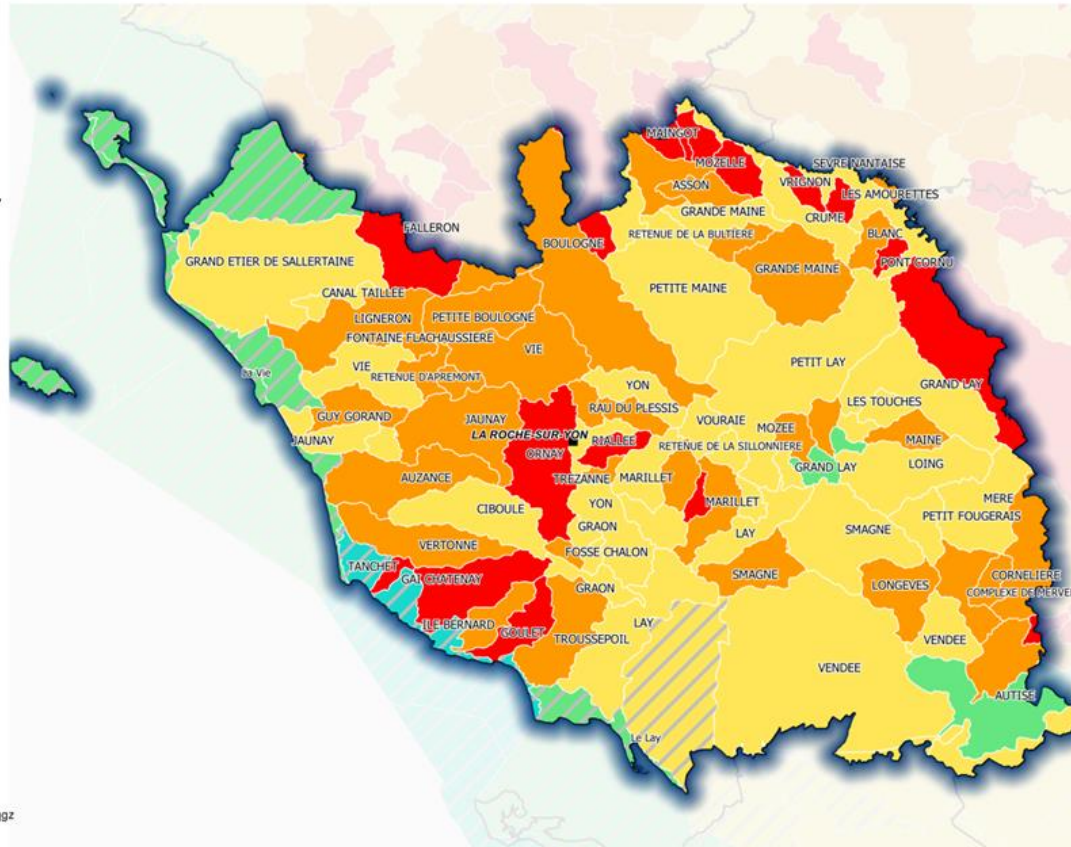 MAINGOT
MOZELLE
SEVRE NANTAISE
VRIGNON
ASSON
LES AMOURETTES
GRANDE MAINE
CRUME
FALLERON
BOULOGNE
RETENUE DE LA BULTIERE
BLANC
GRAND ETIER DE SALLERTAINE
PONT CORNU
GRANDE MAINE
PETITE MAINE
CANAL TAILLEE
LIGNERON
PETITE BOULOGNE
FONTAINE FLACHAUSSIERE
VIE
PETIT LAY
VIE
La Vie
RETENUE D'APREMONT
YON
GRAND LAY
LES TOUCHES
RAU DU PLESSIS
GUY GORAND
JAUNAY
VOURAIE
MOZEE
LA ROCHE-SUR-YON
JAUNAY
RIALLEE
RETENUE DE LA SILLONNIERE
MAINE
ORNAY
LOING
GRAND LAY
AUZANCE
TREZANNE
MARILLET
MERE
YON
MARILLET
CIBOULE
PETIT FOUGERAIS
GRAON
LAY
SMAGNE
VERTONNE
FOSSE CHALON
TANCHET
SMAGNE
CORNELIERE
GAI CHATENAY
LONGEVES
GRAON
COMPLEXE DE MERVE
ILE BERNARD
LAY
GOULET
TROUSSEPOIL
VENDEE
VENDEE
AUTISE
Le Lay
gz